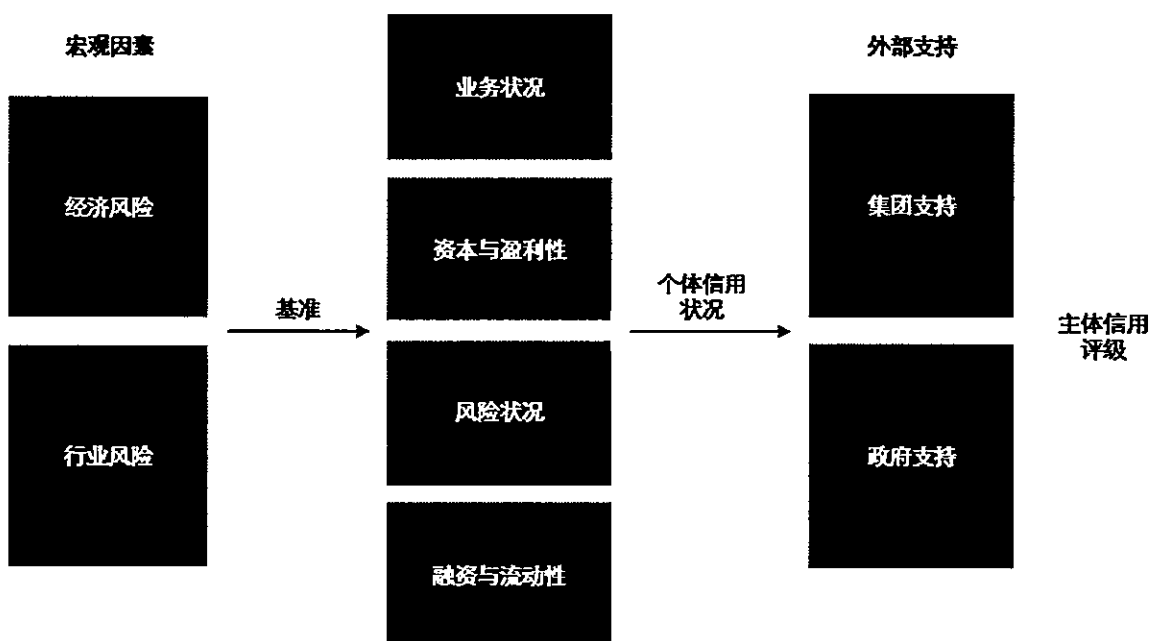 宏观因素
经济风险
行业风险
基准
业务状况
资本与盈利性
风险状况
融资与流动性
个体信用
状况
外部支持
集团支持
政府支持
主体信用
评级